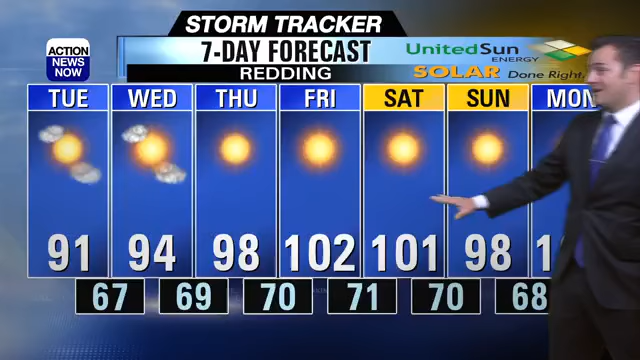 ACTION
NEWS
NOW
STORM TRACKER
7-DAY FORECAST
REDDING
UnitedSun
ENERGY
SOLAR Done Right.
TUE WED THU FRI SAT SUN MON
91 94 98 102 101 98
67 69 70 71 70 68